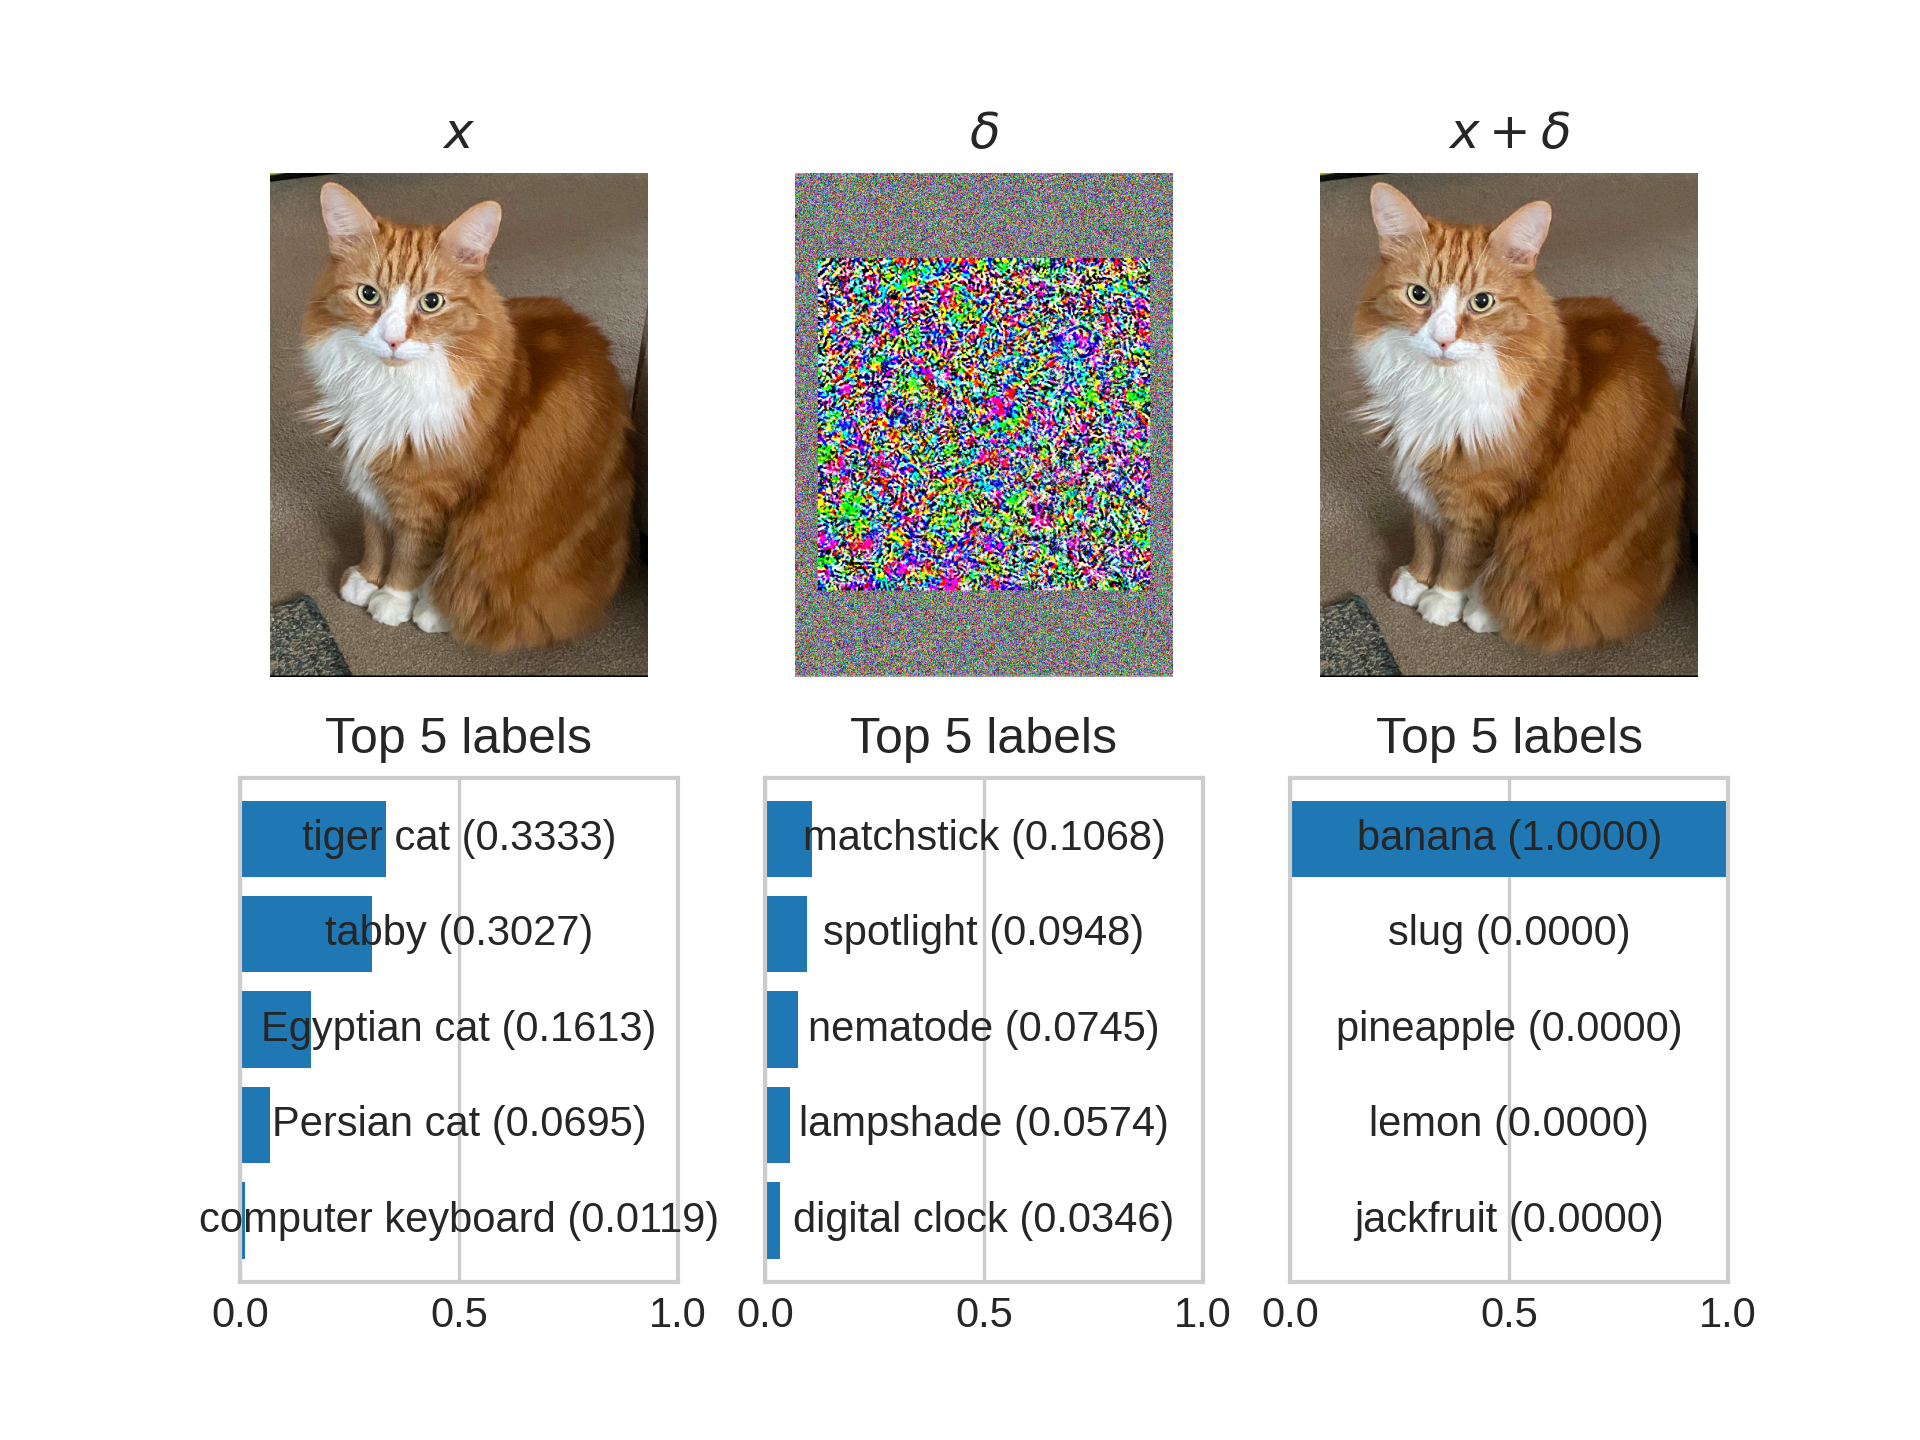 x
δ
x + δ
Top 5 labels
Top 5 labels
Top 5 labels
tiger cat (0.3333)
tabby (0.3027)
Egyptian cat (0.1613)
Persian cat (0.0695)
computer keyboard (0.0119)
0.0 0.5 1.0
matchstick (0.1068)
spotlight (0.0948)
nematode (0.0745)
lampshade (0.0574)
digital clock (0.0346)
0.0 0.5 1.0
banana (1.0000)
slug (0.0000)
pineapple (0.0000)
lemon (0.0000)
jackfruit (0.0000)
0.0 0.5 1.0